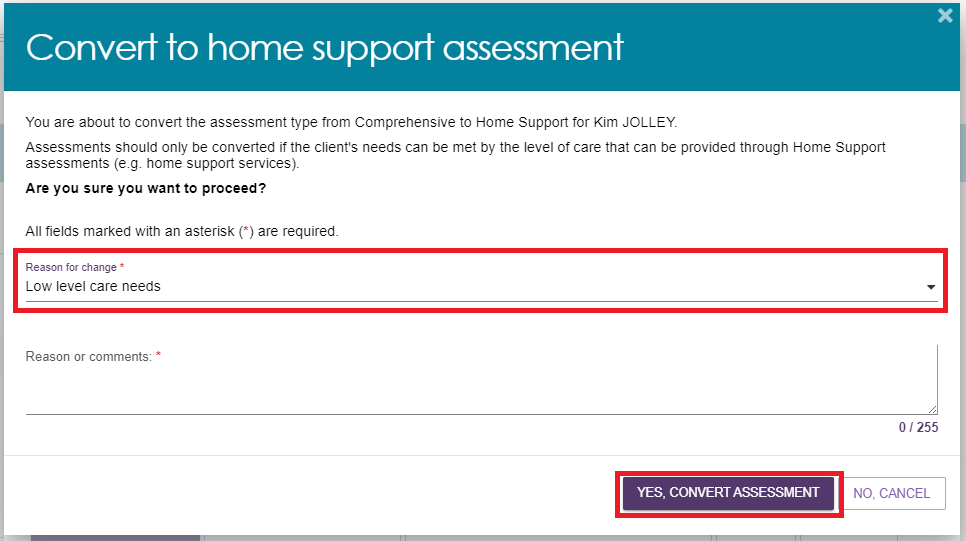 Convert to home support assessment
You are about to convert the assessment type from Comprehensive to Home Support for Kim JOLLEY.
Assessments should only be converted if the client's needs can be met by the level of care that can be provided through Home Support
assessments (e.g. home support services).
Are you sure you want to proceed?
All fields marked with an asterisk (*) are required.
Reason for change *
Low level care needs
Reason or comments: *
0 / 255
YES, CONVERT ASSESSMENT NO, CANCEL